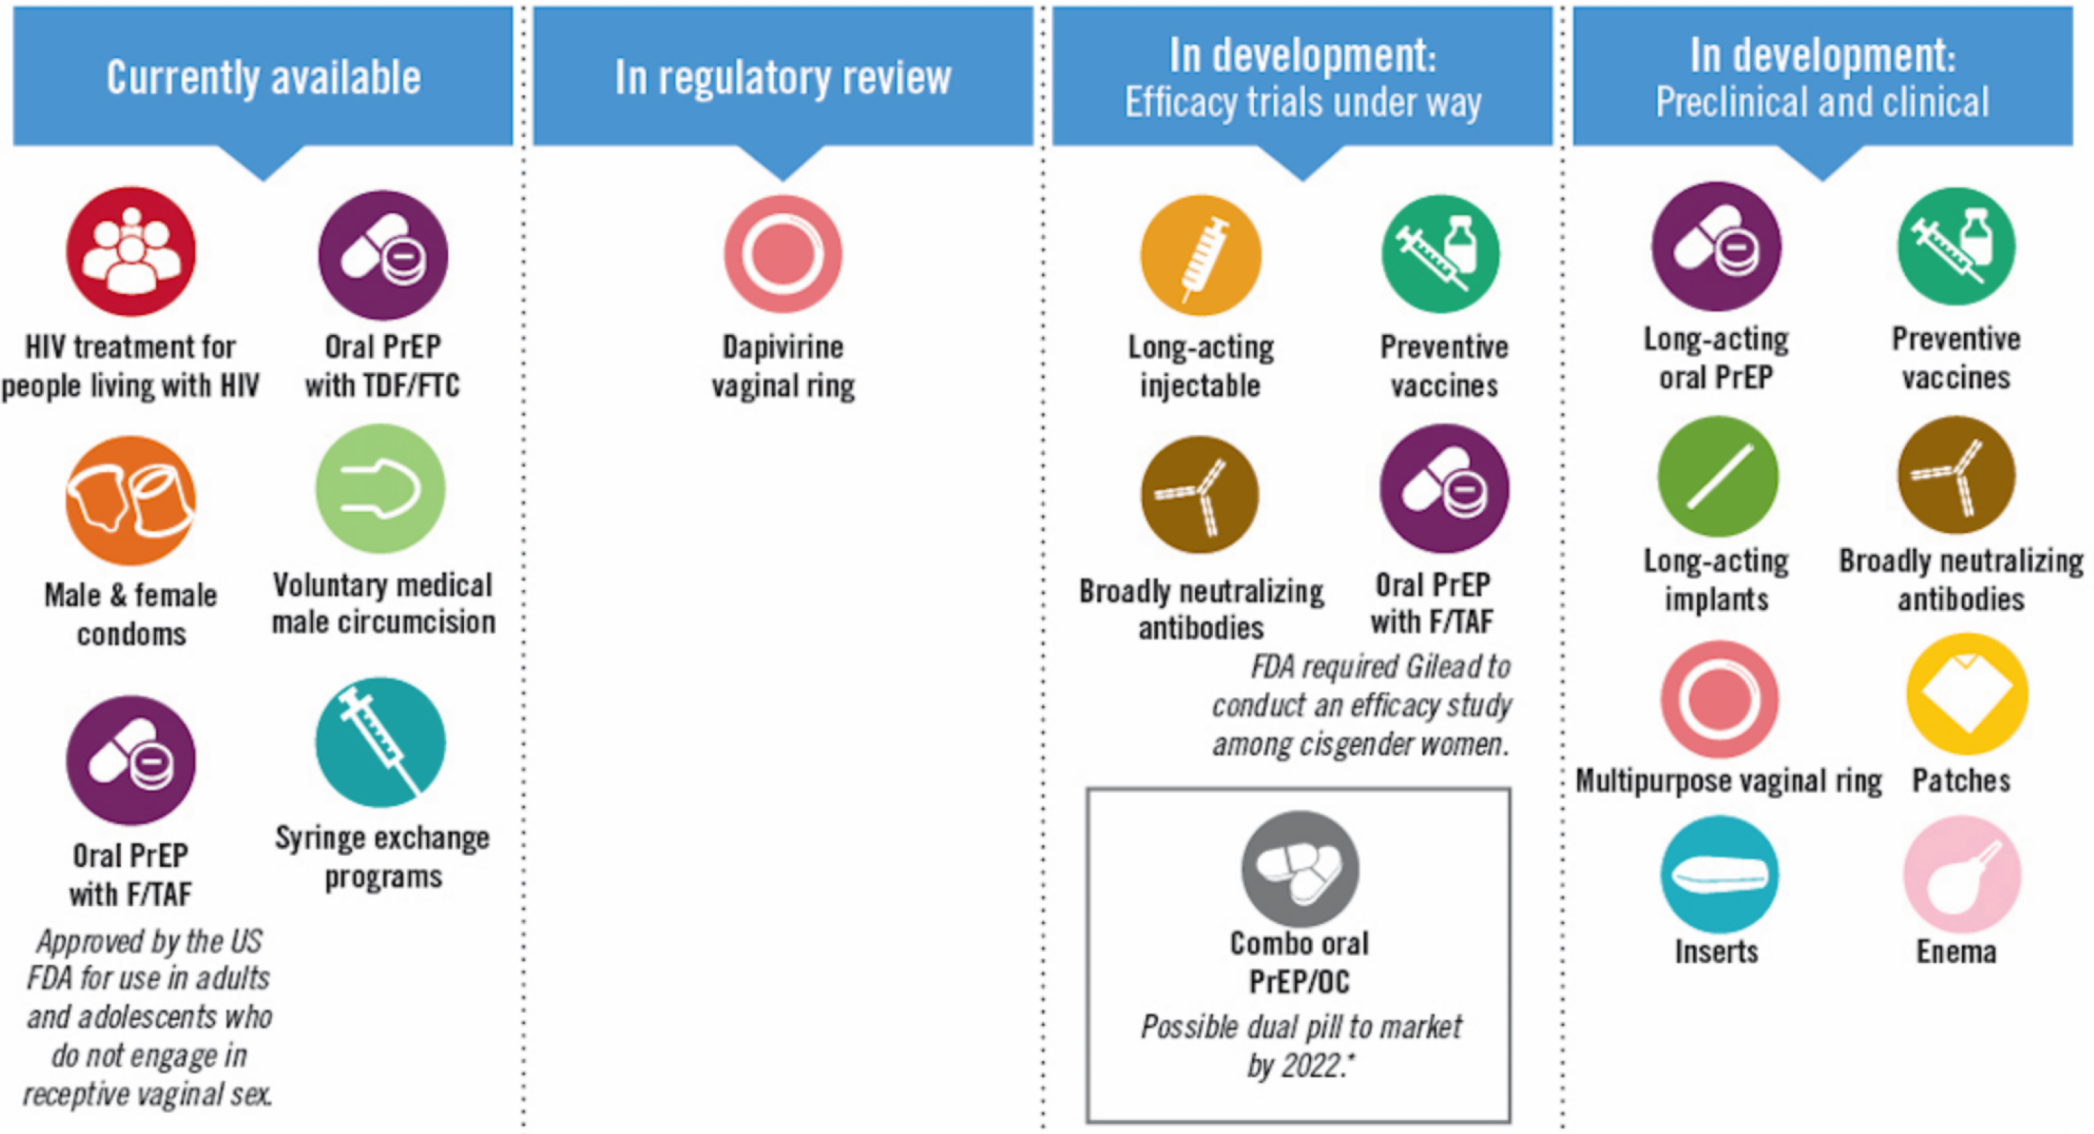 Currently available
HIV treatment for
people living with HIV
Oral PrEP
with TDF/FTC
Male & female
condoms
Voluntary medical
male circumcision
Oral PrEP
with F/TAF
Approved by the US
FDA for use in adults
and adolescents who
do not engage in
receptive vaginal sex.
Syringe exchange
programs
In regulatory review
Dapivirine
vaginal ring
In development:
Efficacy trials under way
Long-acting
injectable
Preventive
vaccines
Broadly neutralizing
antibodies
Oral PrEP
with F/TAF
FDA required Gilead to
conduct an efficacy study
among cisgender women.
Combo oral
PrEP/OC
Possible dual pill to market
by 2022.*
In development:
Preclinical and clinical
Long-acting
oral PrEP
Preventive
vaccines
Long-acting
implants
Broadly neutralizing
antibodies
Multipurpose vaginal ring
Patches
Inserts
Enema